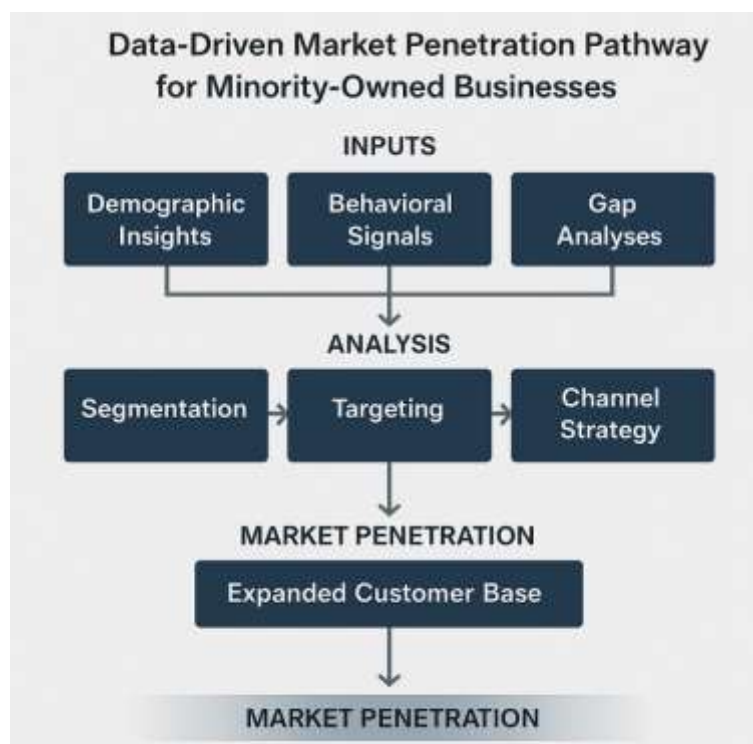 Data-Driven Market Penetration Pathway
for Minority-Owned Businesses
INPUTS
Demographic
Insights
Behavioral
Signals
Gap
Analyses
ANALYSIS
Segmentation
Targeting
Channel
Strategy
MARKET PENETRATION
Expanded Customer Base
MARKET PENETRATION